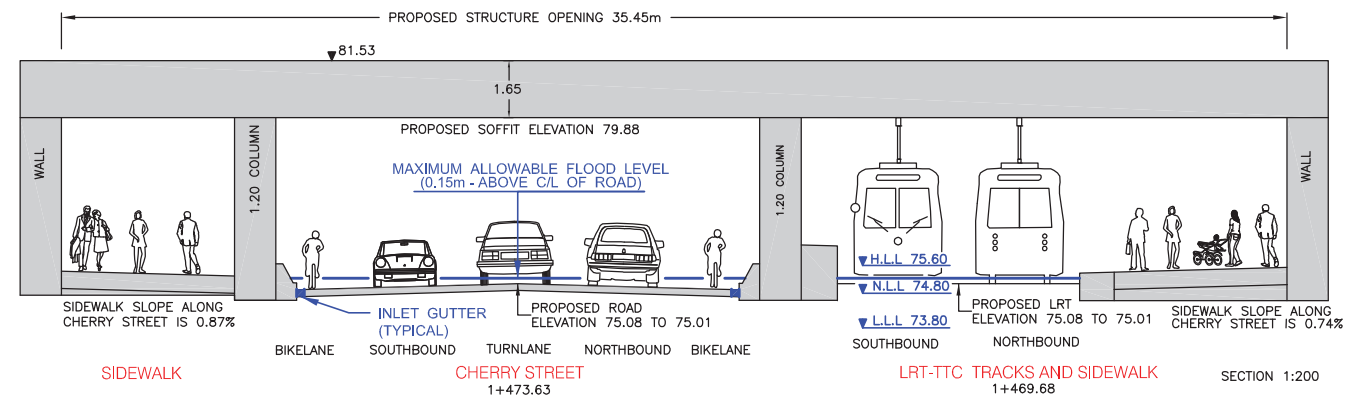 PROPOSED STRUCTURE OPENING 35.45m
81.53
1.65
PROPOSED SOFFIT ELEVATION 79.88
WALL
1.20 COLUMN
MAXIMUM ALLOWABLE FLOOD LEVEL
(0.15m - ABOVE C/L OF ROAD)
1.20 COLUMN
WALL
H.L.L 75.60
N.L.L 74.80
L.L.L 73.80
SIDEWALK SLOPE ALONG
CHERRY STREET IS 0.87%
INLET GUTTER
(TYPICAL)
PROPOSED ROAD
ELEVATION 75.08 TO 75.01
PROPOSED LRT
ELEVATION 75.08 TO 75.01
SIDEWALK SLOPE ALONG
CHERRY STREET IS 0.74%
BIKELANE SOUTHBOUND TURNLANE NORTHBOUND BIKELANE
SOUTHBOUND NORTHBOUND
SIDEWALK
CHERRY STREET
1+473.63
LRT-TTC TRACKS AND SIDEWALK
1+469.68
SECTION 1:200